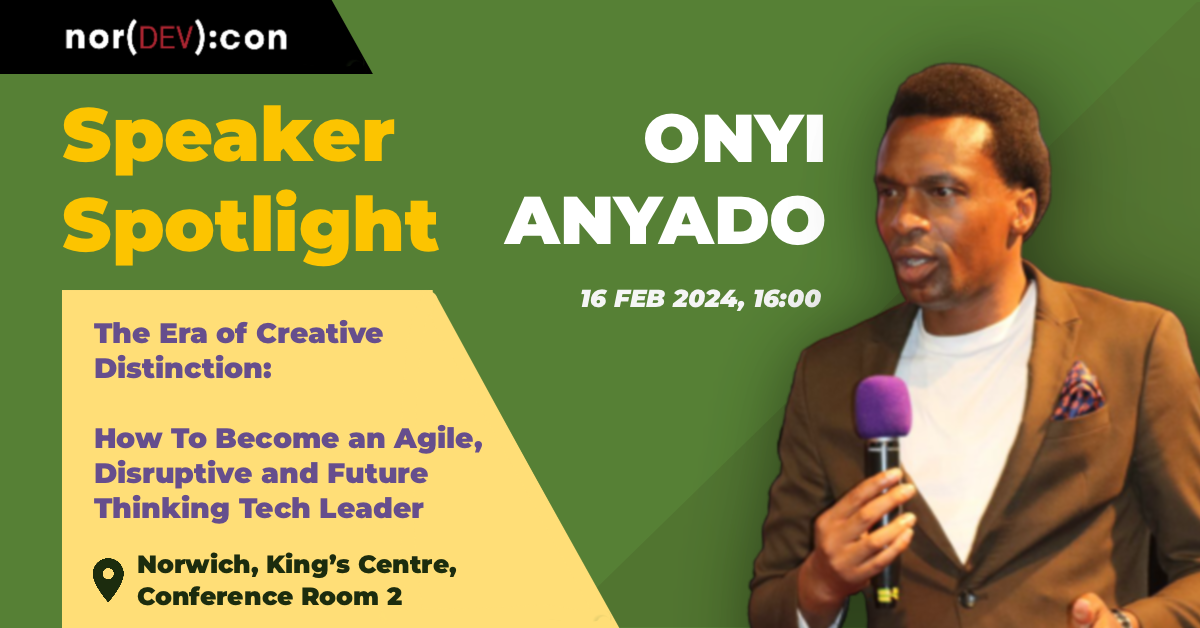 nor(DEV):con
Speaker
Spotlight
ONYI
ANYADO
16 FEB 2024, 16:00
The Era of Creative
Distinction:
How To Become an Agile,
Disruptive and Future
Thinking Tech Leader
Norwich, King’s Centre,
Conference Room 2